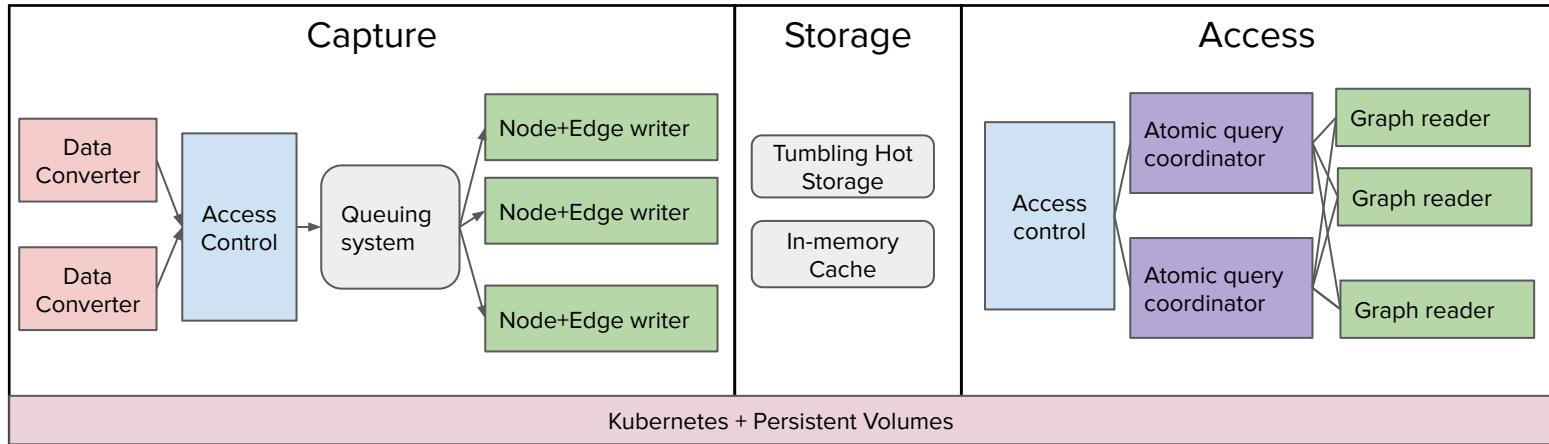 Capture
Data
Converter
Data
Converter
Access
Control
Queuing
system
Node+Edge writer
Node+Edge writer
Node+Edge writer
Storage
Tumbling Hot
Storage
In-memory
Cache
Access
Access
control
Atomic query
coordinator
Atomic query
coordinator
Graph reader
Graph reader
Graph reader
Kubernetes + Persistent Volumes